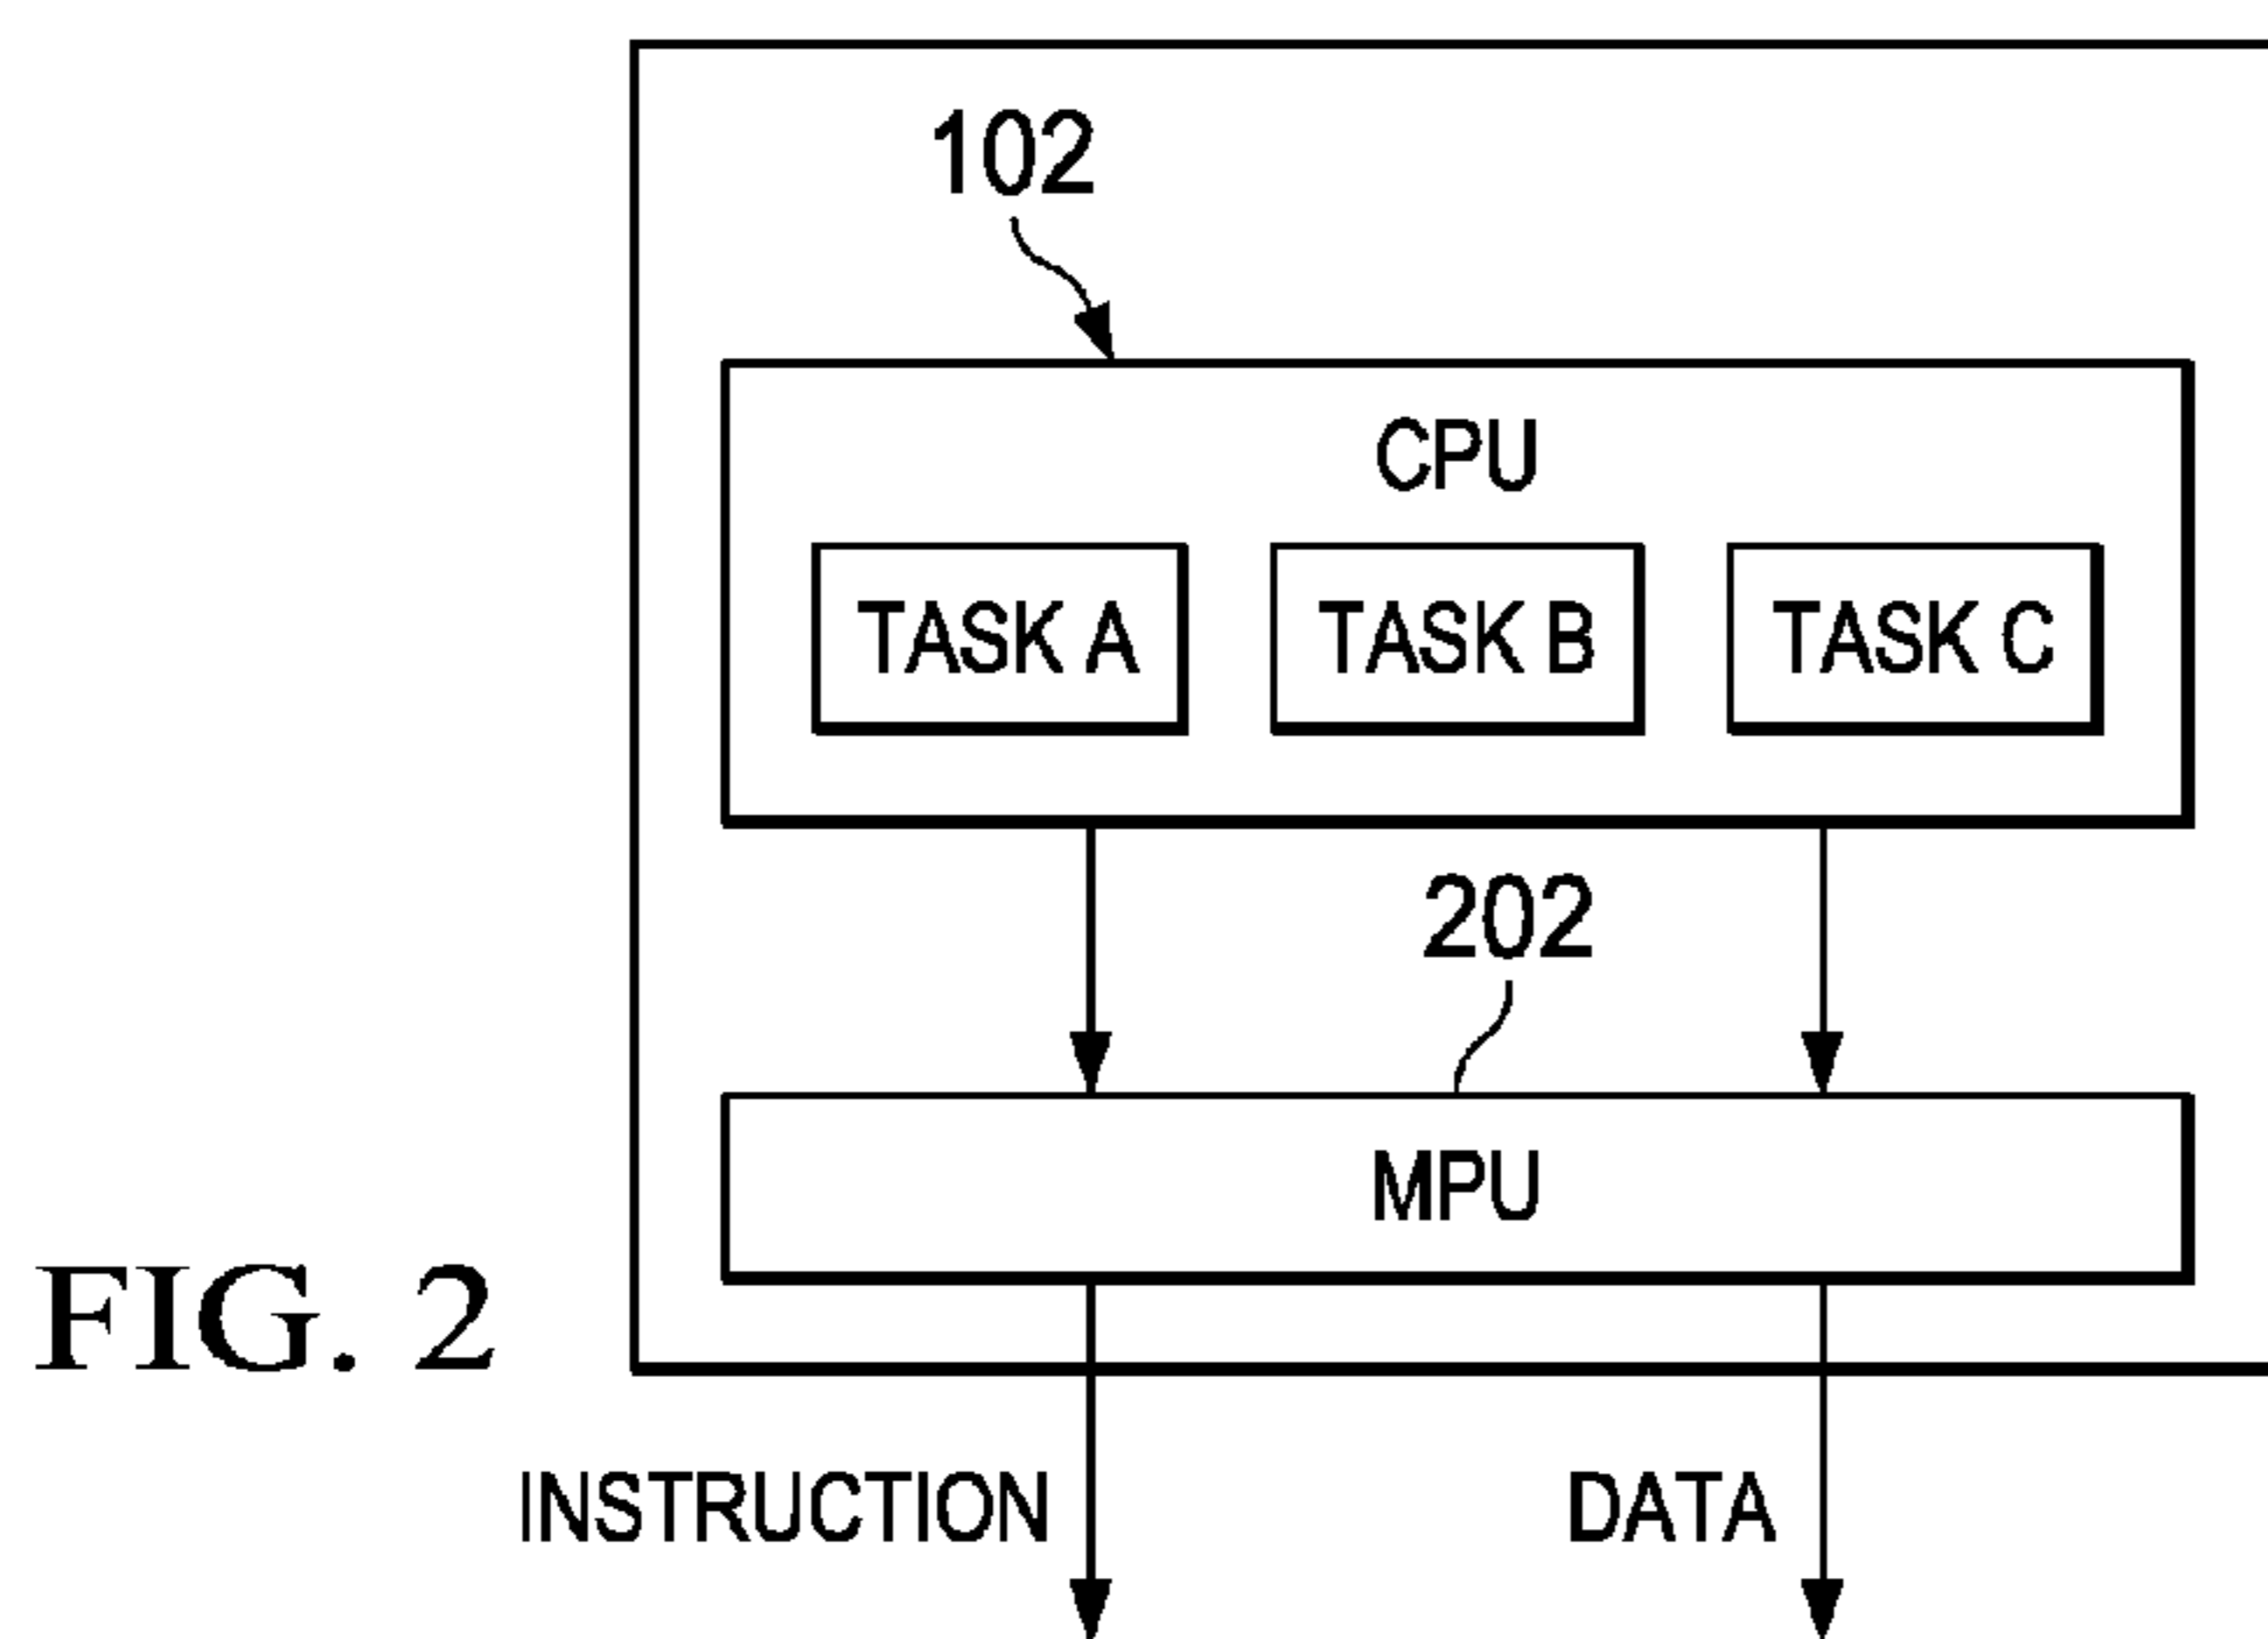 102
CPU
TASK A
TASK B
TASK C
202
MPU
FIG. 2
INSTRUCTION
DATA